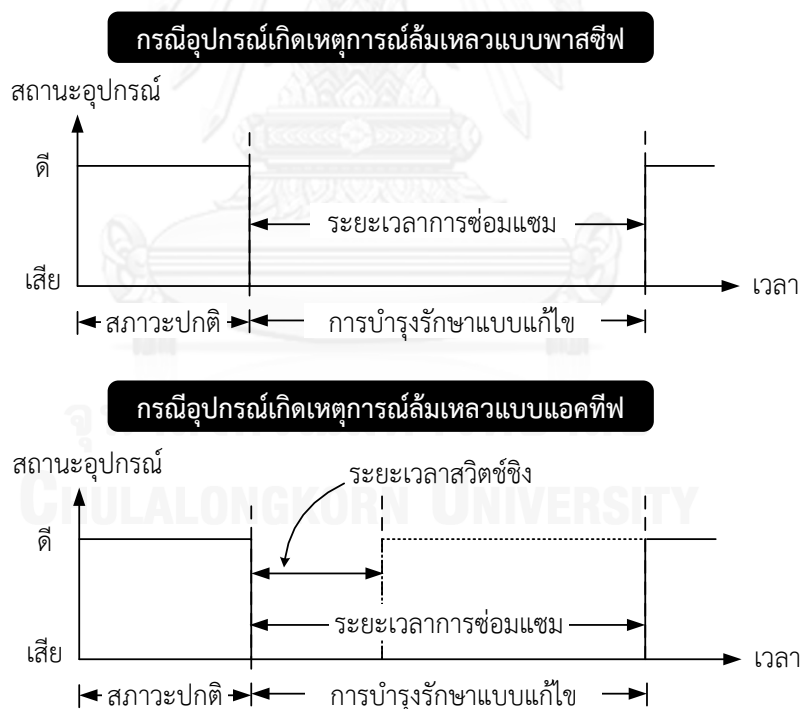 กรณีอุปกรณ์เกิดเหตุการณ์ล้มเหลวแบบพาสซีฟ
สถานะอุปกรณ์
ดี
ระยะเวลาการซ่อมแซม
เสีย
เวลา
สภาวะปกติ
การบำรุงรักษาแบบแก้ไข
กรณีอุปกรณ์เกิดเหตุการณ์ล้มเหลวแบบแอคทีฟ
สถานะอุปกรณ์
ระยะเวลาสวิตช์ชิง
CHULALONGKORN UNIVERSITY
ดี
ระยะเวลาการซ่อมแซม
เสีย
เวลา
สภาวะปกติ
การบำรุงรักษาแบบแก้ไข